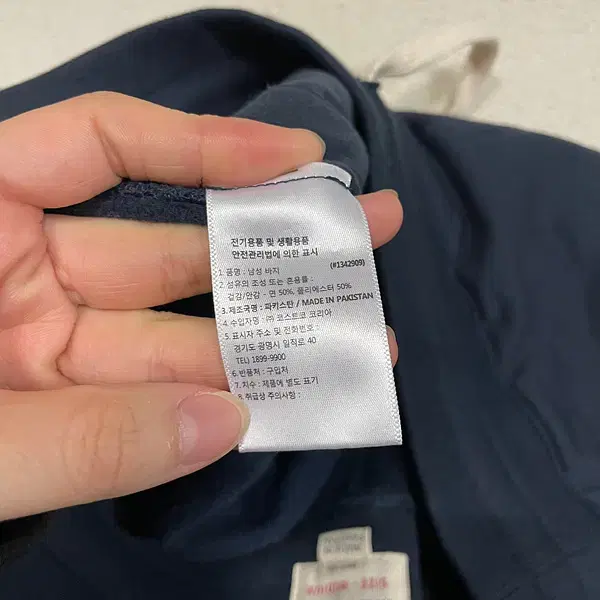 전기용품 및 생활용품
안전관리법에 의한 표시
1. 품명 : 남성 바지 (#1342909)
2. 섬유의 조성 또는 혼용률 :
겉감/안감 - 면 50%, 폴리에스터 50%
3. 제조국명 : 파키스탄 / MADE IN PAKISTAN
4. 수입자명 : ㈜ 코스트코 코리아
5. 표시자 주소 및 전화번호 :
경기도 광명시 일직로 40
TEL) 1899-9900
6. 반품처 : 구입처
7. 치수 : 제품에 별도 표기
8. 취급상 주의사항 :